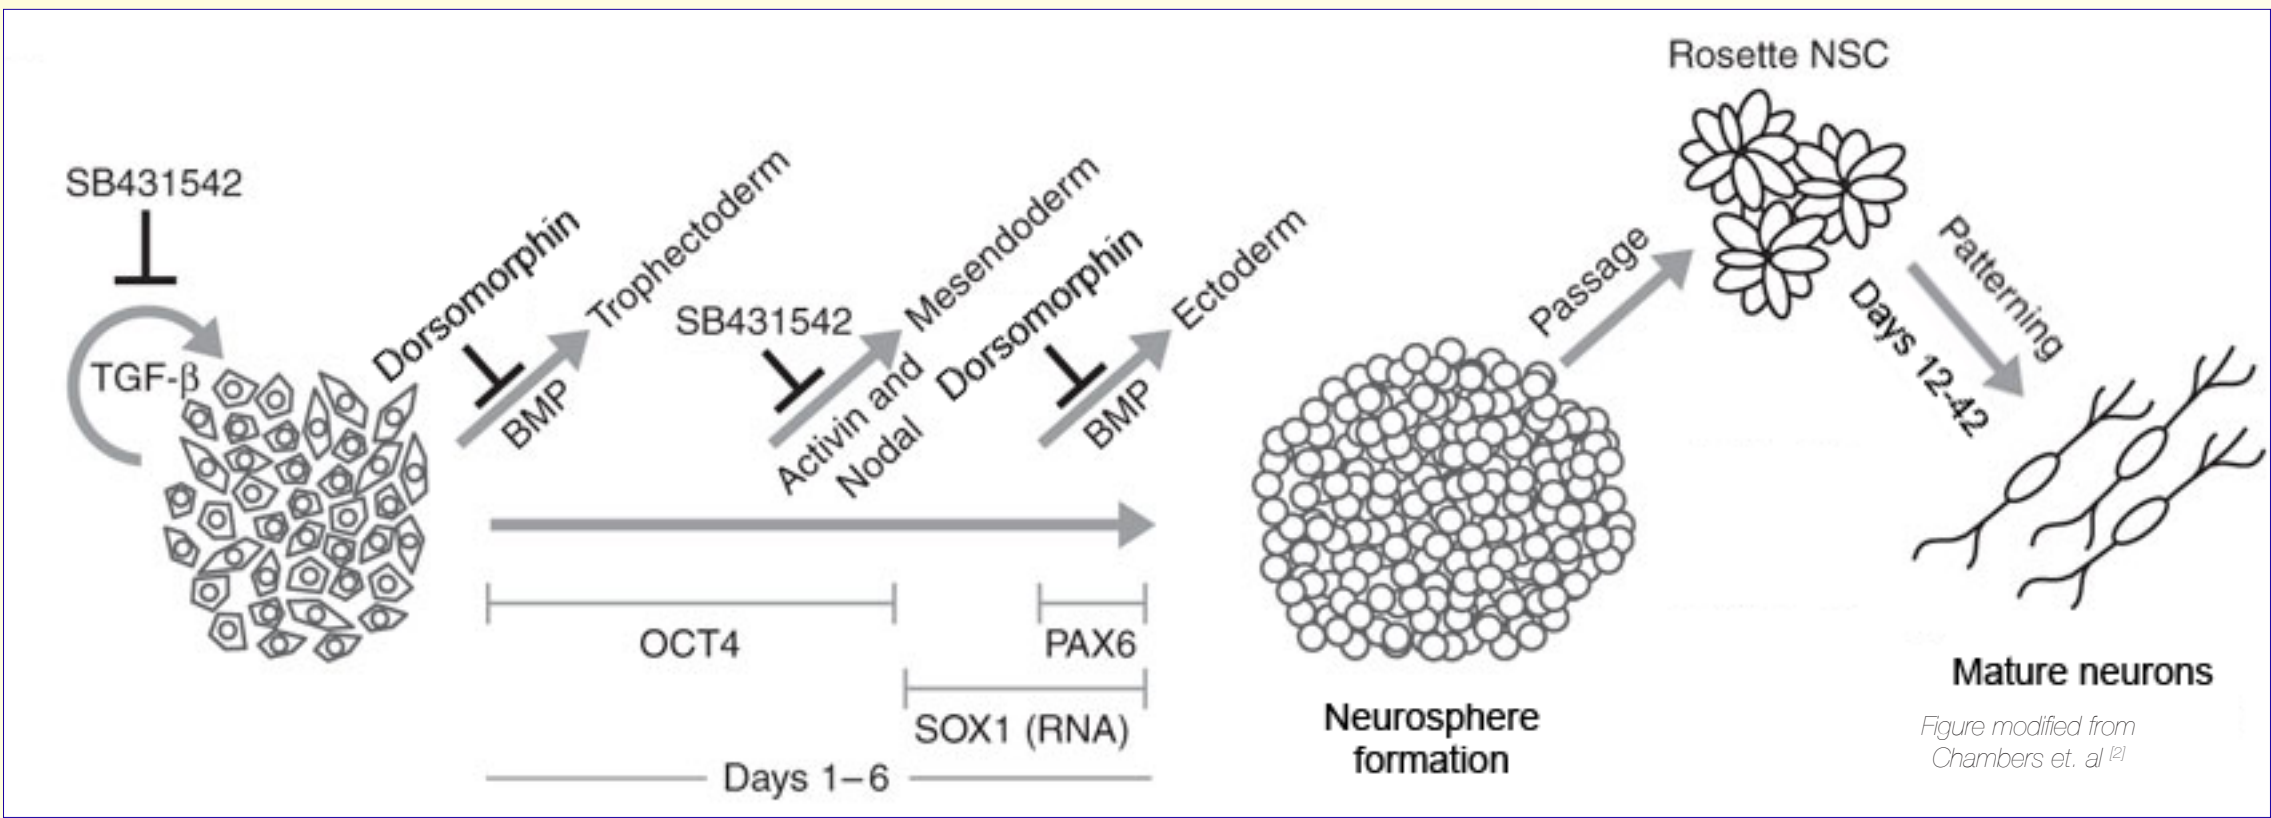 SB431542
TGF-β
Dorsomorphin
BMP
Trophectoderm
SB431542
Activin and
Nodal
Mesendoderm
Dorsomorphin
BMP
Ectoderm
OCT4
PAX6
SOX1 (RNA)
Days 1–6
Neurosphere
formation
Passage
Rosette NSC
Patterning
Days 12-42
Mature neurons
Figure modified from
Chambers et. al [2]